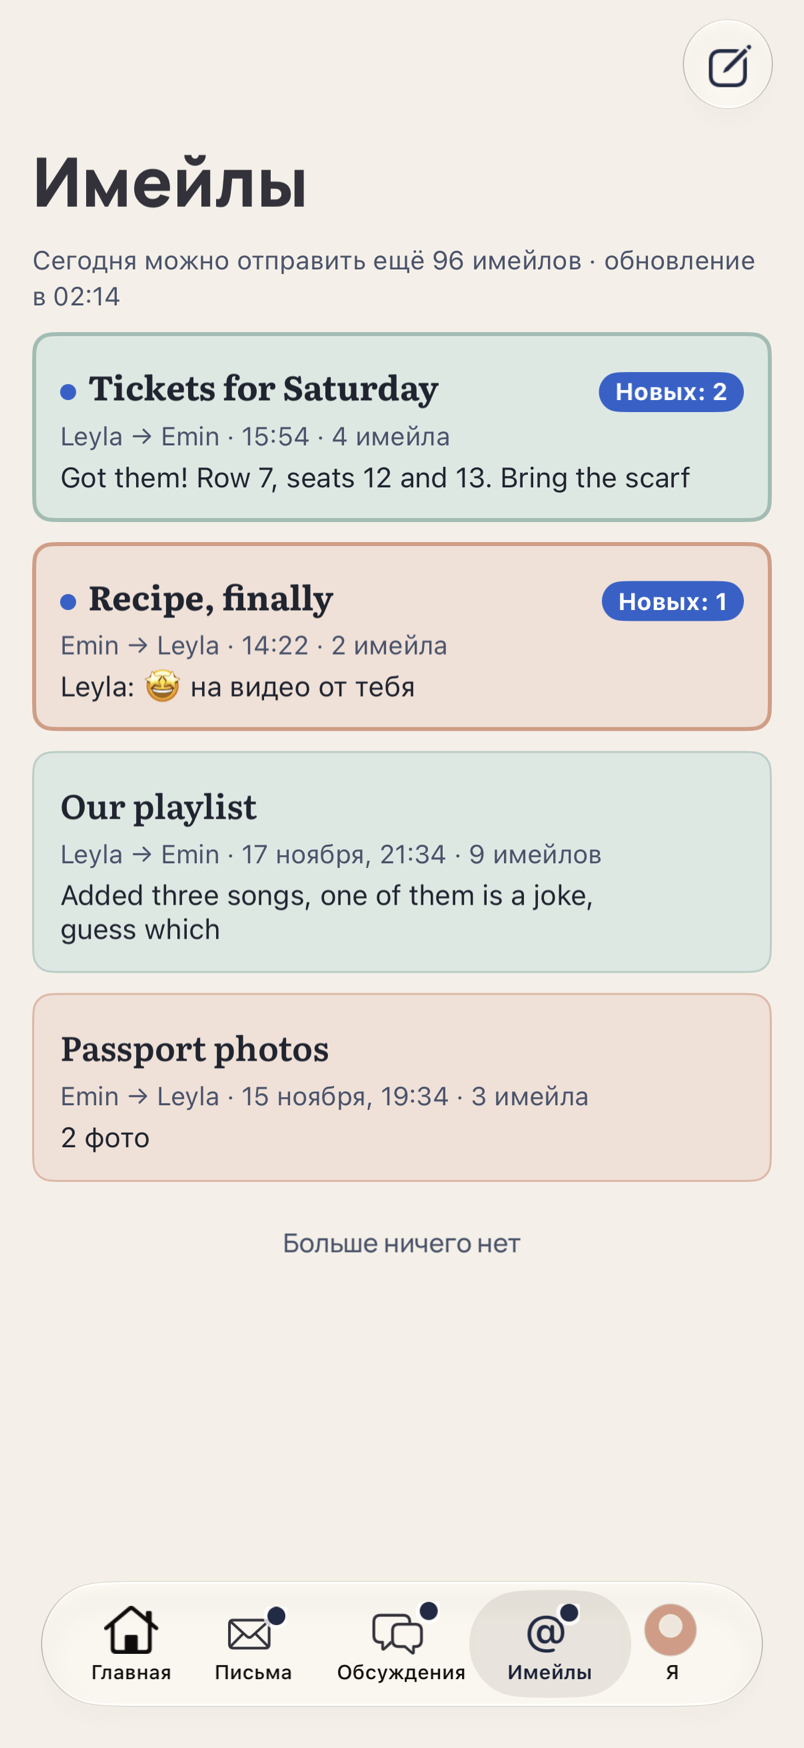 Имейлы
Сегодня можно отправить ещё 96 имейлов · обновление
в 02:14
Tickets for Saturday
Новых: 2
Leyla → Emin · 15:54 · 4 имейла
Got them! Row 7, seats 12 and 13. Bring the scarf
Recipe, finally
Новых: 1
Emin → Leyla · 14:22 · 2 имейла
Leyla: 🤩 на видео от тебя
Our playlist
Leyla → Emin · 17 ноября, 21:34 · 9 имейлов
Added three songs, one of them is a joke,
guess which
Passport photos
Emin → Leyla · 15 ноября, 19:34 · 3 имейла
2 фото
Больше ничего нет
Главная
Письма
Обсуждения
Имейлы
Я